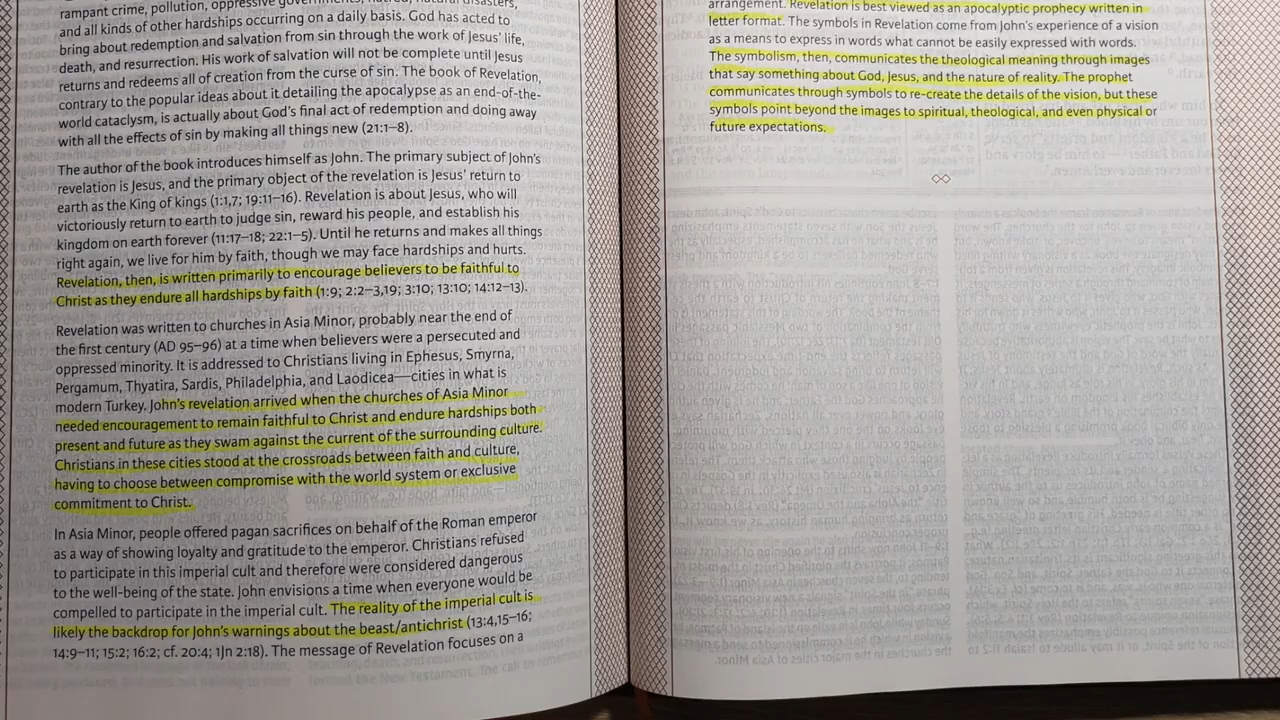 rampant crime, pollution, oppressive governments, hatred, natural disasters,
and all kinds of other hardships occurring on a daily basis. God has acted to
bring about redemption and salvation from sin through the work of Jesus' life,
death, and resurrection. His work of salvation will not be complete until Jesus
returns and redeems all of creation from the curse of sin. The book of Revelation,
contrary to the popular ideas about it detailing the apocalypse as an end-of-the-
world cataclysm, is actually about God's final act of redemption and doing away
with all the effects of sin by making all things new (21:1–8).
The author of the book introduces himself as John. The primary subject of John's
revelation is Jesus, and the primary object of the revelation is Jesus' return to
earth as the King of kings (1:1,7; 19:11–16). Revelation is about Jesus, who will
victoriously return to earth to judge sin, reward his people, and establish his
kingdom on earth forever (11:17–18; 22:1–5). Until he returns and makes all things
right again, we live for him by faith, though we may face hardships and hurts.
Revelation, then, is written primarily to encourage believers to be faithful to
Christ as they endure all hardships by faith (1:9; 2:2–3,19; 3:10; 13:10; 14:12–13).
Revelation was written to churches in Asia Minor, probably near the end of
the first century (AD 95–96) at a time when believers were a persecuted and
oppressed minority. It is addressed to Christians living in Ephesus, Smyrna,
Pergamum, Thyatira, Sardis, Philadelphia, and Laodicea—cities in what is
modern Turkey. John's revelation arrived when the churches of Asia Minor
needed encouragement to remain faithful to Christ and endure hardships both
present and future as they swam against the current of the surrounding culture.
Christians in these cities stood at the crossroads between faith and culture,
having to choose between compromise with the world system or exclusive
commitment to Christ.
In Asia Minor, people offered pagan sacrifices on behalf of the Roman emperor
as a way of showing loyalty and gratitude to the emperor. Christians refused
to participate in this imperial cult and therefore were considered dangerous
to the well-being of the state. John envisions a time when everyone would be
compelled to participate in the imperial cult. The reality of the imperial cult is
likely the backdrop for John's warnings about the beast/antichrist (13:4,15–16;
14:9–11; 15:2; 16:2; cf. 20:4; 1Jn 2:18). The message of Revelation focuses on a
arrangement. Revelation is best viewed as an apocalyptic prophecy written in
letter format. The symbols in Revelation come from John's experience of a vision
as a means to express in words what cannot be easily expressed with words.
The symbolism, then, communicates the theological meaning through images
that say something about God, Jesus, and the nature of reality. The prophet
communicates through symbols to re-create the details of the vision, but these
symbols point beyond the images to spiritual, theological, and even physical or
future expectations.